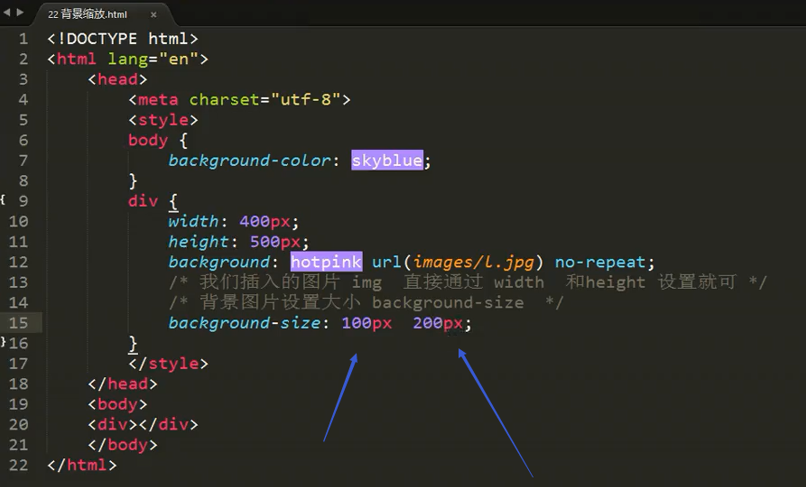 22 背景缩放.html ×
1 <!DOCTYPE html>
2 <html lang="en">
3 <head>
4 <meta charset="utf-8">
5 <style>
6 body {
7 background-color: skyblue;
8 }
{ 9 div {
10 width: 400px;
11 height: 500px;
12 background: hotpink url(images/l.jpg) no-repeat;
13 /* 我们插入的图片 img 直接通过 width 和height 设置就可 */
14 /* 背景图片设置大小 background-size */
15 background-size: 100px 200px;
}16 }
17 </style>
18 </head>
19 <body>
20 <div></div>
21 </body>
22 </html>